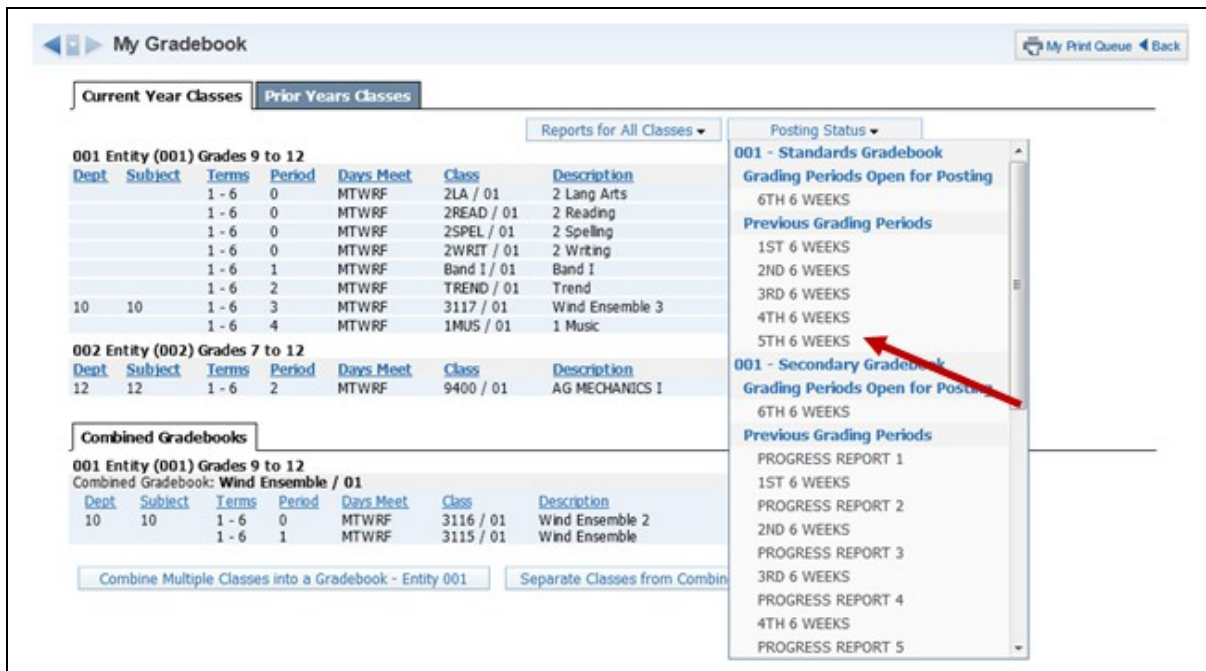 My Gradebook
My Print Queue Back
Current Year Classes Prior Years Classes
Reports for All Classes Posting Status
001 Entity (001) Grades 9 to 12
Dept Subject Terms Period Days Meet Class Description
1 - 6 0 MTWRF 2LA / 01 2 Lang Arts
1 - 6 0 MTWRF 2READ / 01 2 Reading
1 - 6 0 MTWRF 2SPEL / 01 2 Spelling
1 - 6 0 MTWRF 2WRIT / 01 2 Writing
1 - 6 1 MTWRF Band I / 01 Band I
1 - 6 2 MTWRF TREND / 01 Trend
10 10 1 - 6 3 MTWRF 3117 / 01 Wind Ensemble 3
1 - 6 4 MTWRF 1MUS / 01 1 Music
002 Entity (002) Grades 7 to 12
Dept Subject Terms Period Days Meet Class Description
12 12 1 - 6 2 MTWRF 9400 / 01 AG MECHANICS I
Combined Gradebooks
001 Entity (001) Grades 9 to 12
Combined Gradebook: Wind Ensemble / 01
Dept Subject Terms Period Days Meet Class Description
10 10 1 - 6 0 MTWRF 3116 / 01 Wind Ensemble 2
1 - 6 1 MTWRF 3115 / 01 Wind Ensemble
Combine Multiple Classes into a Gradebook - Entity 001 Separate Classes from
001 - Standards Gradebook
Grading Periods Open for Posting
6TH 6 WEEKS
Previous Grading Periods
1ST 6 WEEKS
2ND 6 WEEKS
3RD 6 WEEKS
4TH 6 WEEKS
5TH 6 WEEKS
001 - Secondary Gradebook
Grading Periods Open for Posting
6TH 6 WEEKS
Previous Grading Periods
PROGRESS REPORT 1
1ST 6 WEEKS
PROGRESS REPORT 2
2ND 6 WEEKS
PROGRESS REPORT 3
3RD 6 WEEKS
PROGRESS REPORT 4
4TH 6 WEEKS
PROGRESS REPORT 5